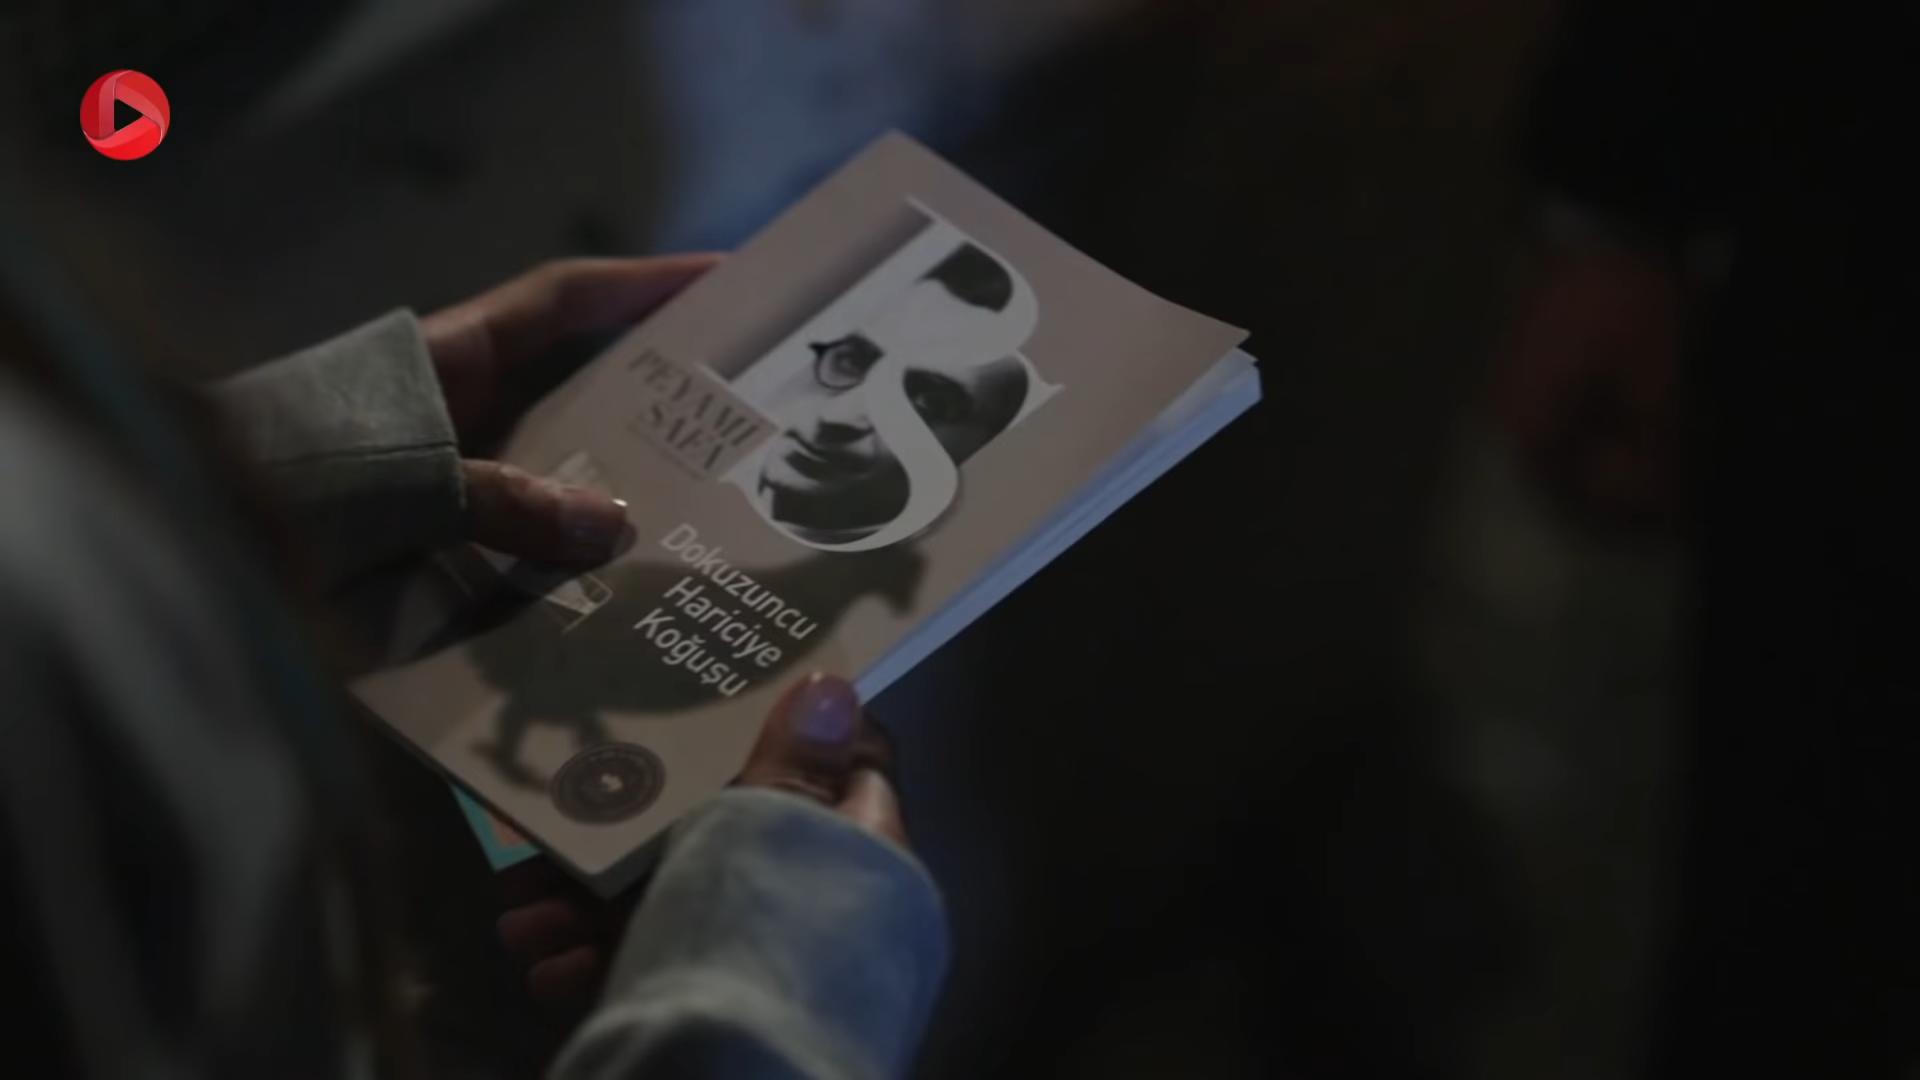 PEYAMİ
SAFA
Dokuzuncu
Hariciye
Koğuşu